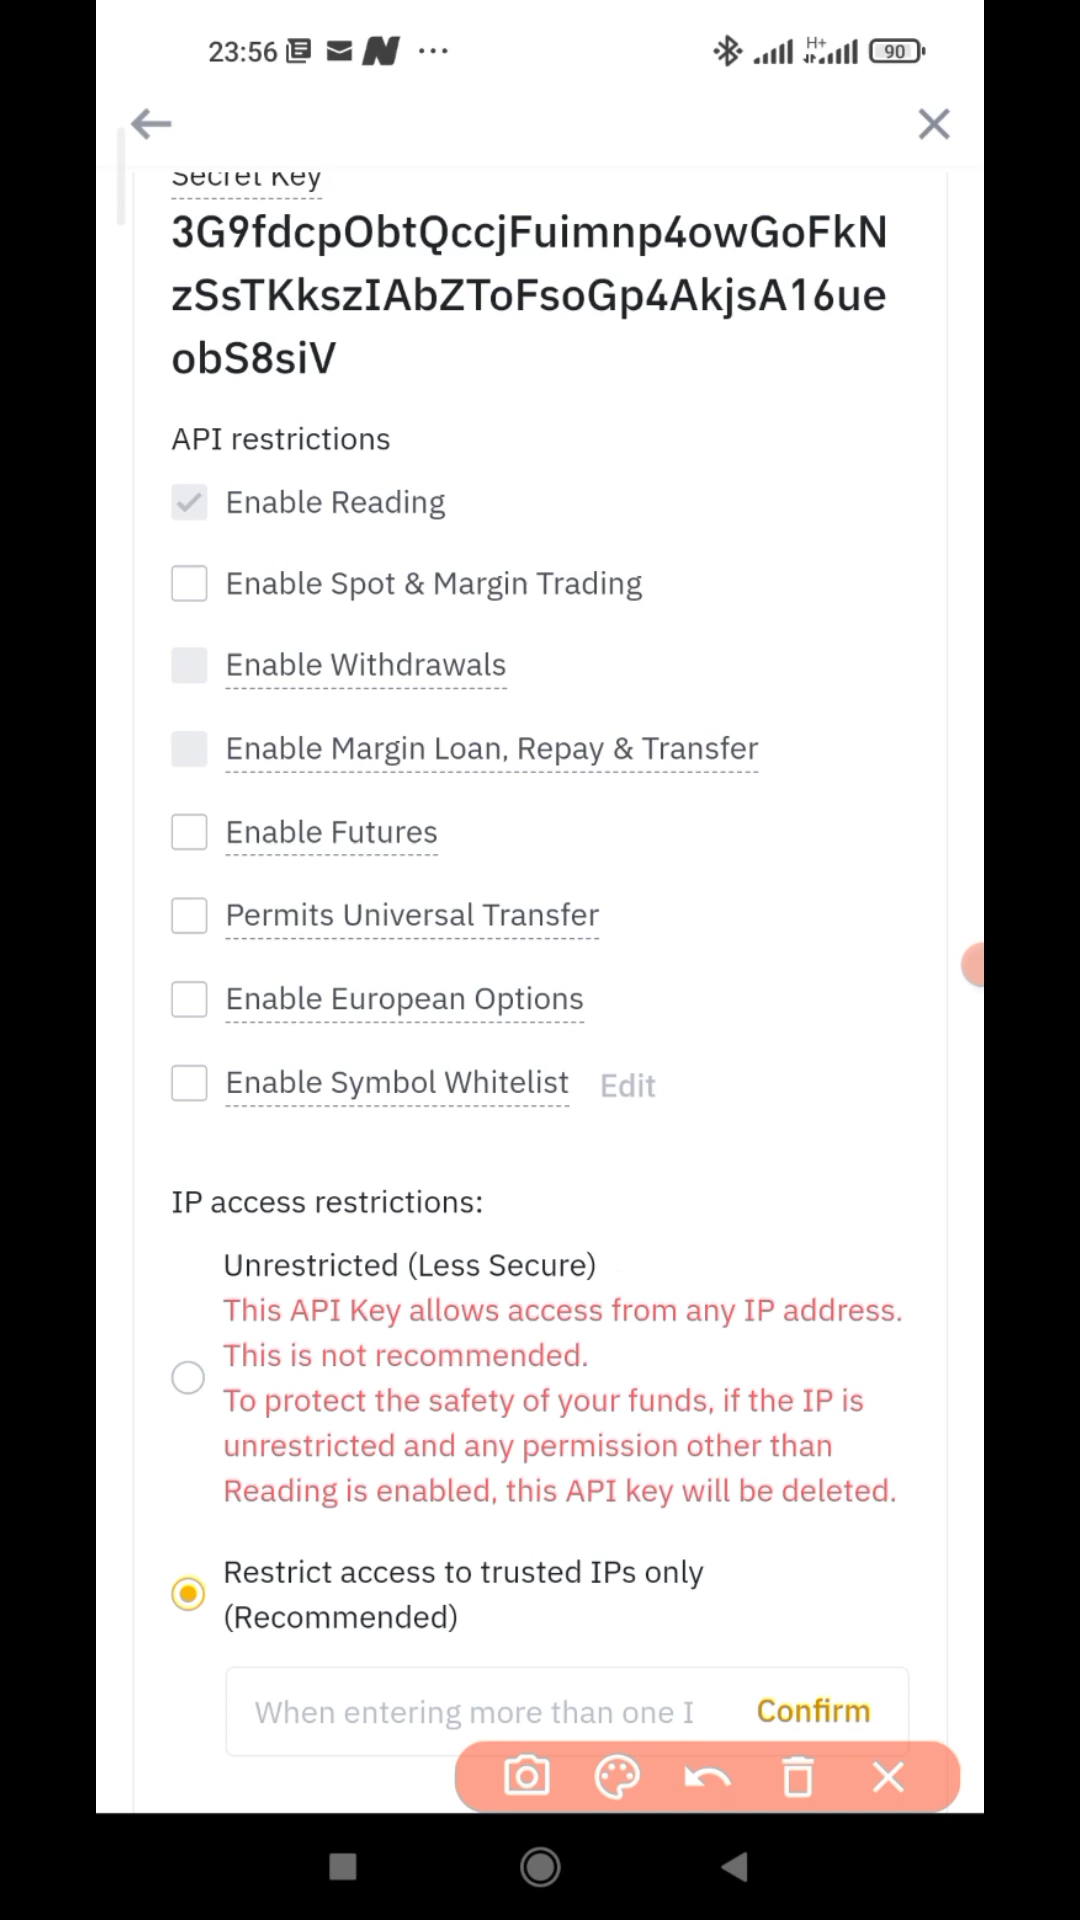 23:56
H+
90
Secret Key
3G9fdcpObtQccjFuimnp4owGoFkN
zSsTKkszIAbZToFsoGp4AkjsA16ue
obS8siV
API restrictions
Enable Reading
Enable Spot & Margin Trading
Enable Withdrawals
Enable Margin Loan, Repay & Transfer
Enable Futures
Permits Universal Transfer
Enable European Options
Enable Symbol Whitelist Edit
IP access restrictions:
Unrestricted (Less Secure)
This API Key allows access from any IP address.
This is not recommended.
To protect the safety of your funds, if the IP is
unrestricted and any permission other than
Reading is enabled, this API key will be deleted.
Restrict access to trusted IPs only
(Recommended)
When entering more than one I Confirm